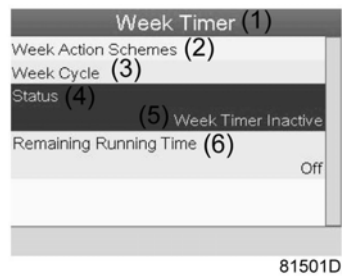 Week Timer (1)
Week Action Schemes (2)
Week Cycle (3)
Status (4)
(5) Week Timer Inactive
Remaining Running Time (6)
Off
81501D